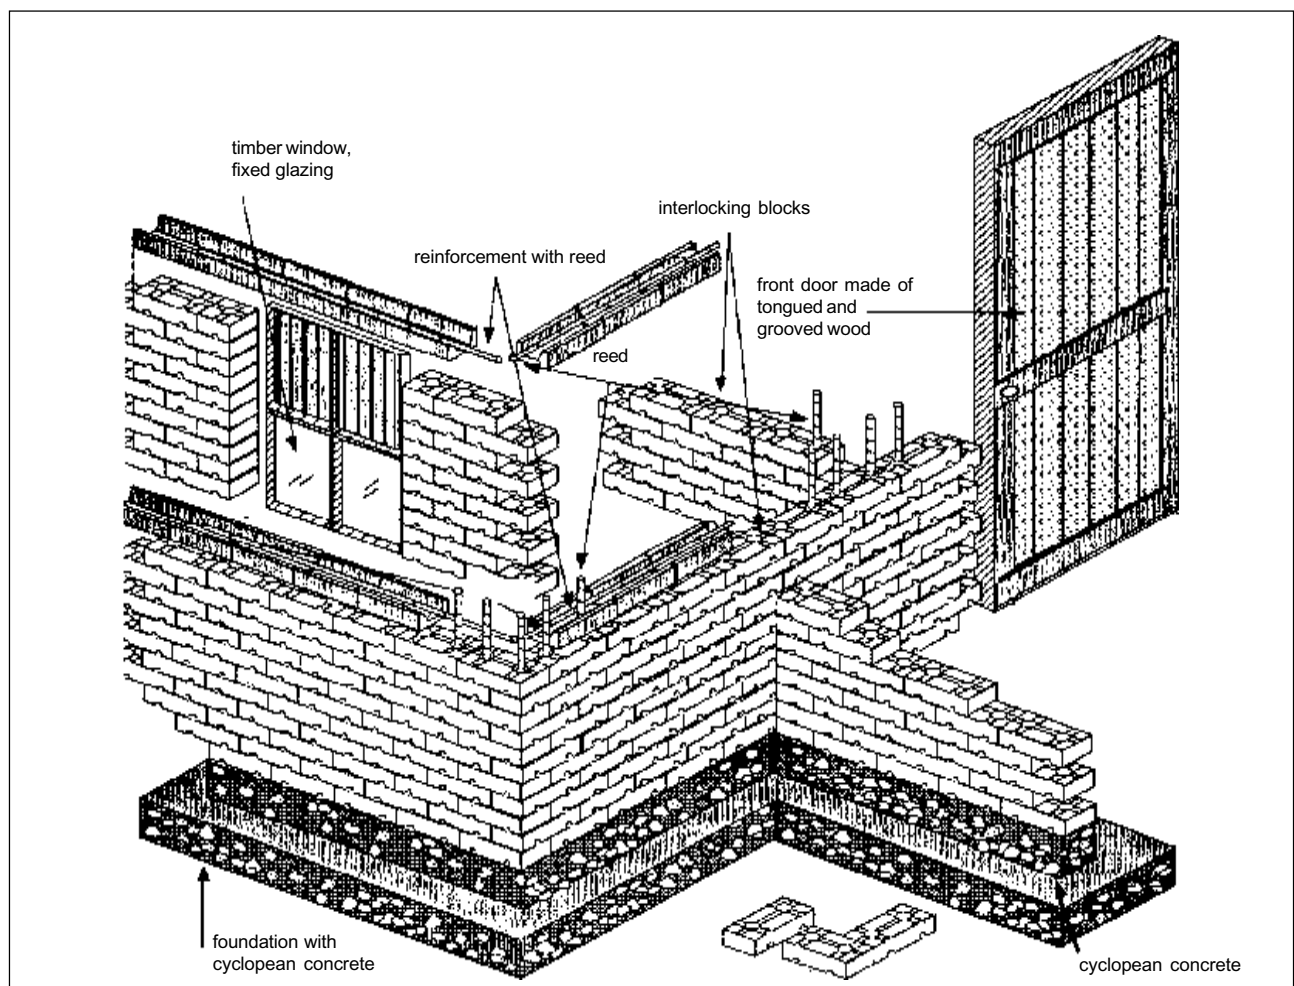 timber window,
fixed glazing
interlocking blocks
reinforcement with reed
front door made of
tongued and
grooved wood
reed
foundation with
cyclopean concrete
cyclopean concrete